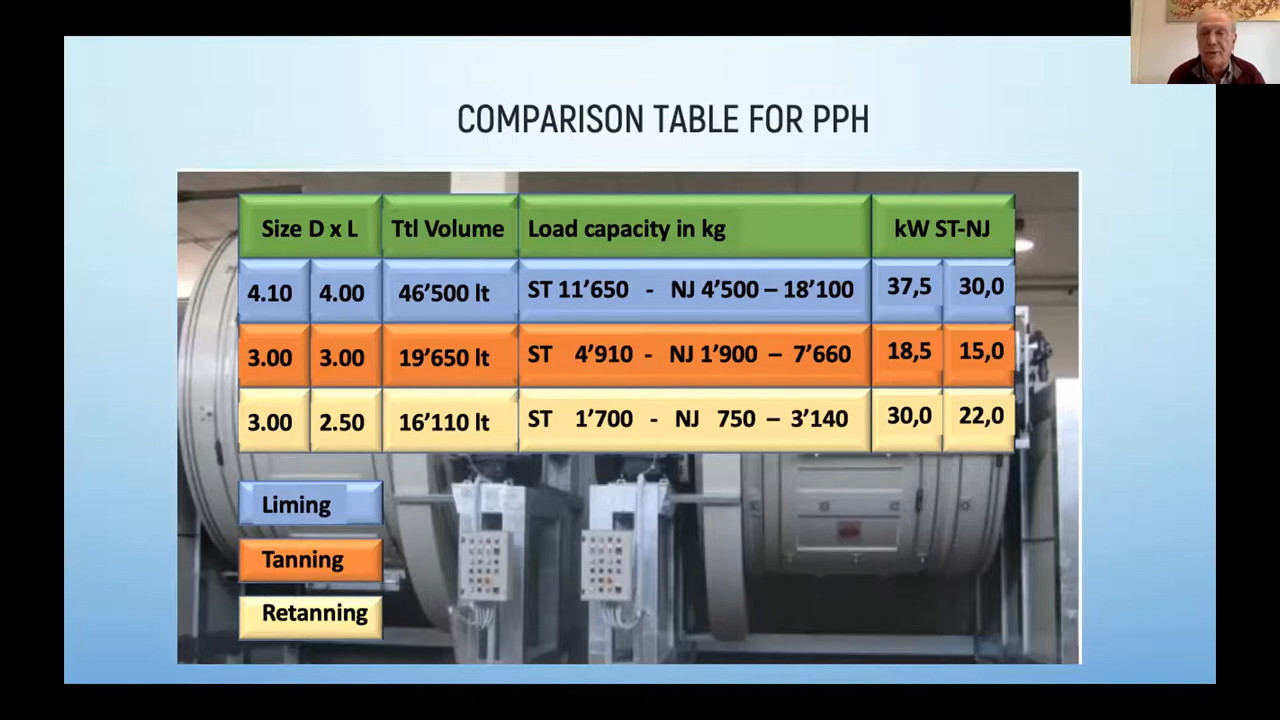 COMPARISON TABLE FOR PPH
Size D x L Ttl Volume Load capacity in kg kW ST-NJ
4.10 4.00 46’500 lt ST 11’650 - NJ 4’500 – 18’100 37,5 30,0
3.00 3.00 19’650 lt ST 4’910 - NJ 1’900 – 7’660 18,5 15,0
3.00 2.50 16’110 lt ST 1’700 - NJ 750 – 3’140 30,0 22,0
Liming
Tanning
Retanning